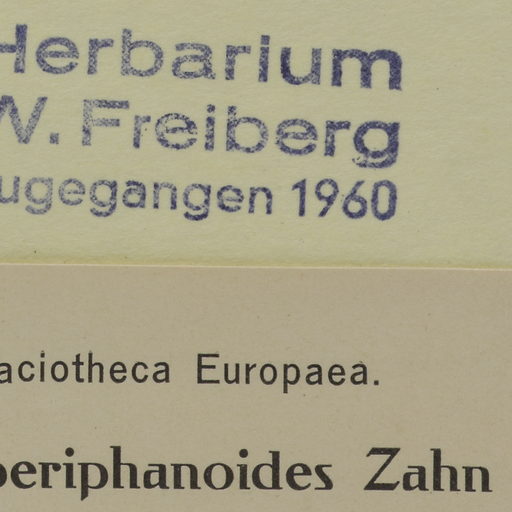 Herbarium
W. Freiberg
ugegangen 1960
aciotheca Europaea.
periphanoides Zahn